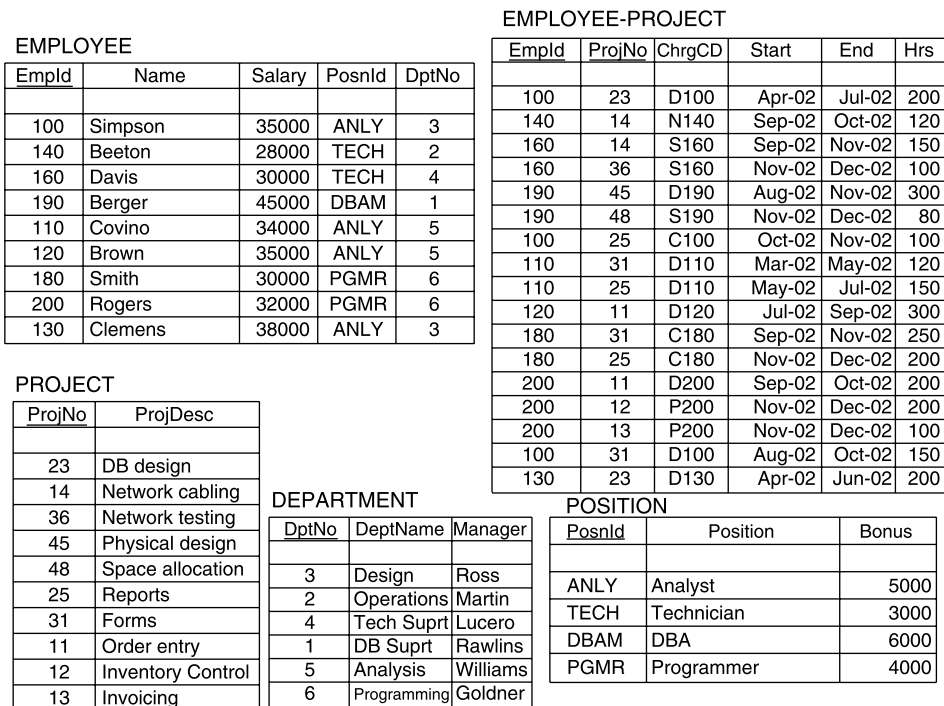 EMPLOYEE
EmpId Name Salary PosnId DptNo
100 Simpson 35000 ANLY 3
140 Beeton 28000 TECH 2
160 Davis 30000 TECH 4
190 Berger 45000 DBAM 1
110 Covino 34000 ANLY 5
120 Brown 35000 ANLY 5
180 Smith 30000 PGMR 6
200 Rogers 32000 PGMR 6
130 Clemens 38000 ANLY 3
EMPLOYEE-PROJECT
EmpId ProjNo ChrgCD Start End Hrs
100 23 D100 Apr-02 Jul-02 200
140 14 N140 Sep-02 Oct-02 120
160 14 S160 Sep-02 Nov-02 150
160 36 S160 Nov-02 Dec-02 100
190 45 D190 Aug-02 Nov-02 300
190 48 S190 Nov-02 Dec-02 80
100 25 C100 Oct-02 Nov-02 100
110 31 D110 Mar-02 May-02 120
110 25 D110 May-02 Jul-02 150
120 11 D120 Jul-02 Sep-02 300
180 31 C180 Sep-02 Nov-02 250
180 25 C180 Nov-02 Dec-02 200
200 11 D200 Sep-02 Oct-02 200
200 12 P200 Nov-02 Dec-02 200
200 13 P200 Nov-02 Dec-02 100
100 31 D100 Aug-02 Oct-02 150
130 23 D130 Apr-02 Jun-02 200
PROJECT
ProjNo ProjDesc
23 DB design
14 Network cabling
36 Network testing
45 Physical design
48 Space allocation
25 Reports
31 Forms
11 Order entry
12 Inventory Control
13 Invoicing
DEPARTMENT
DptNo DeptName Manager
3 Design Ross
2 Operations Martin
4 Tech Suprt Lucero
1 DB Suprt Rawlins
5 Analysis Williams
6 Programming Goldner
POSITION
PosnId Position Bonus
ANLY Analyst 5000
TECH Technician 3000
DBAM DBA 6000
PGMR Programmer 4000